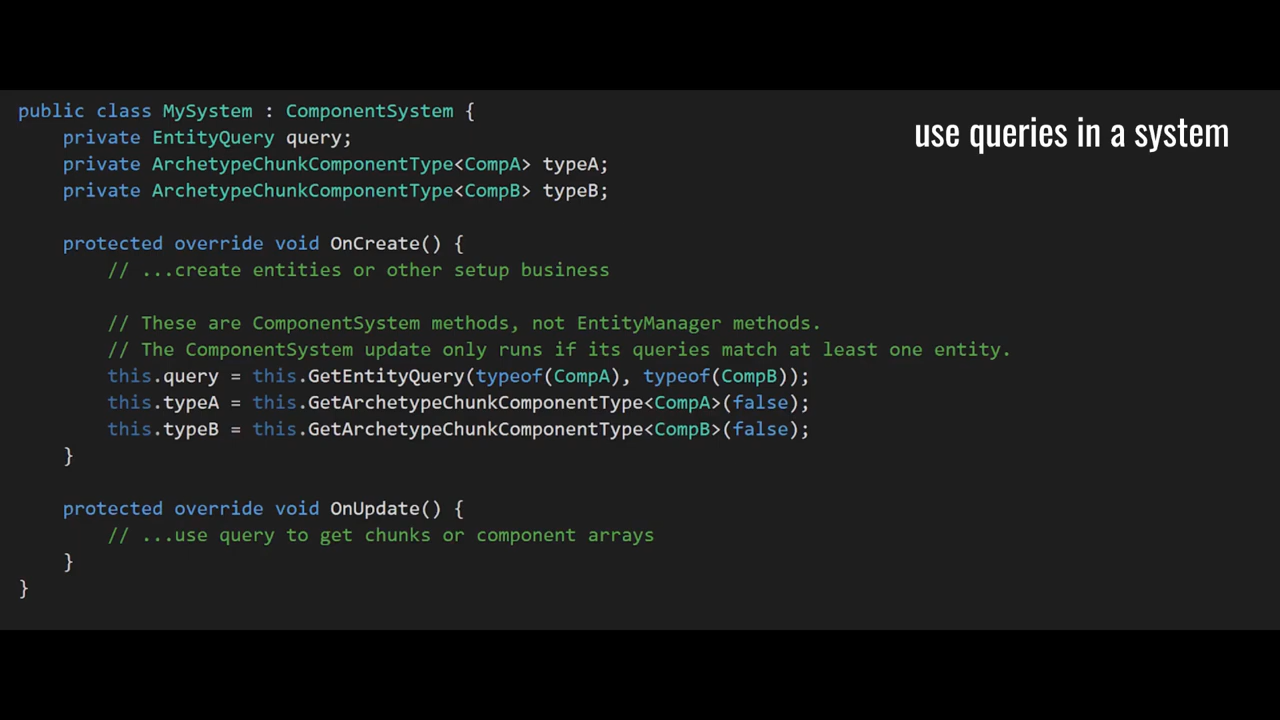 public class MySystem : ComponentSystem {
use queries in a system
private EntityQuery query;
private ArchetypeChunkComponentType<CompA> typeA;
private ArchetypeChunkComponentType<CompB> typeB;
protected override void OnCreate() {
// ...create entities or other setup business
// These are ComponentSystem methods, not EntityManager methods.
// The ComponentSystem update only runs if its queries match at least one entity.
this.query = this.GetEntityQuery(typeof(CompA), typeof(CompB));
this.typeA = this.GetArchetypeChunkComponentType<CompA>(false);
this.typeB = this.GetArchetypeChunkComponentType<CompB>(false);
}
protected override void OnUpdate() {
// ...use query to get chunks or component arrays
}
}